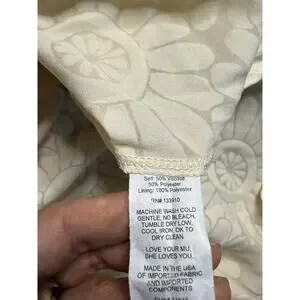 Self: 50% Viscose
50% Polyester
Lining: 100% Polyester
RN# 133910
MACHINE WASH COLD
GENTLE, NO BLEACH,
TUMBLE DRY LOW,
COOL IRON, OK TO
DRY CLEAN.
LOVE YOUR MU,
SHE LOVES YOU.
MADE IN THE USA
OF IMPORTED FABRIC
AND IMPORTED
COMPONENTS